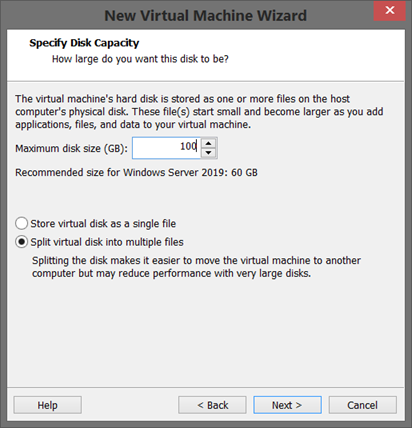 New Virtual Machine Wizard
Specify Disk Capacity
How large do you want this disk to be?
The virtual machine's hard disk is stored as one or more files on the host
computer's physical disk. These file(s) start small and become larger as you add
applications, files, and data to your virtual machine.
Maximum disk size (GB): 100
Recommended size for Windows Server 2019: 60 GB
Store virtual disk as a single file
Split virtual disk into multiple files
Splitting the disk makes it easier to move the virtual machine to another
computer but may reduce performance with very large disks.
Help < Back Next > Cancel